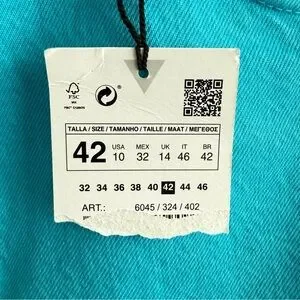 FSC
MIX
TALLA / SIZE / TAMANHO / TAILLE / MAAT / ΜΕΓΕΘΟΣ
42 USA 10 MEX 32 UK 14 IT 46 BR 42
32 34 36 38 40 42 44 46
ART.: 6045 / 324 / 402